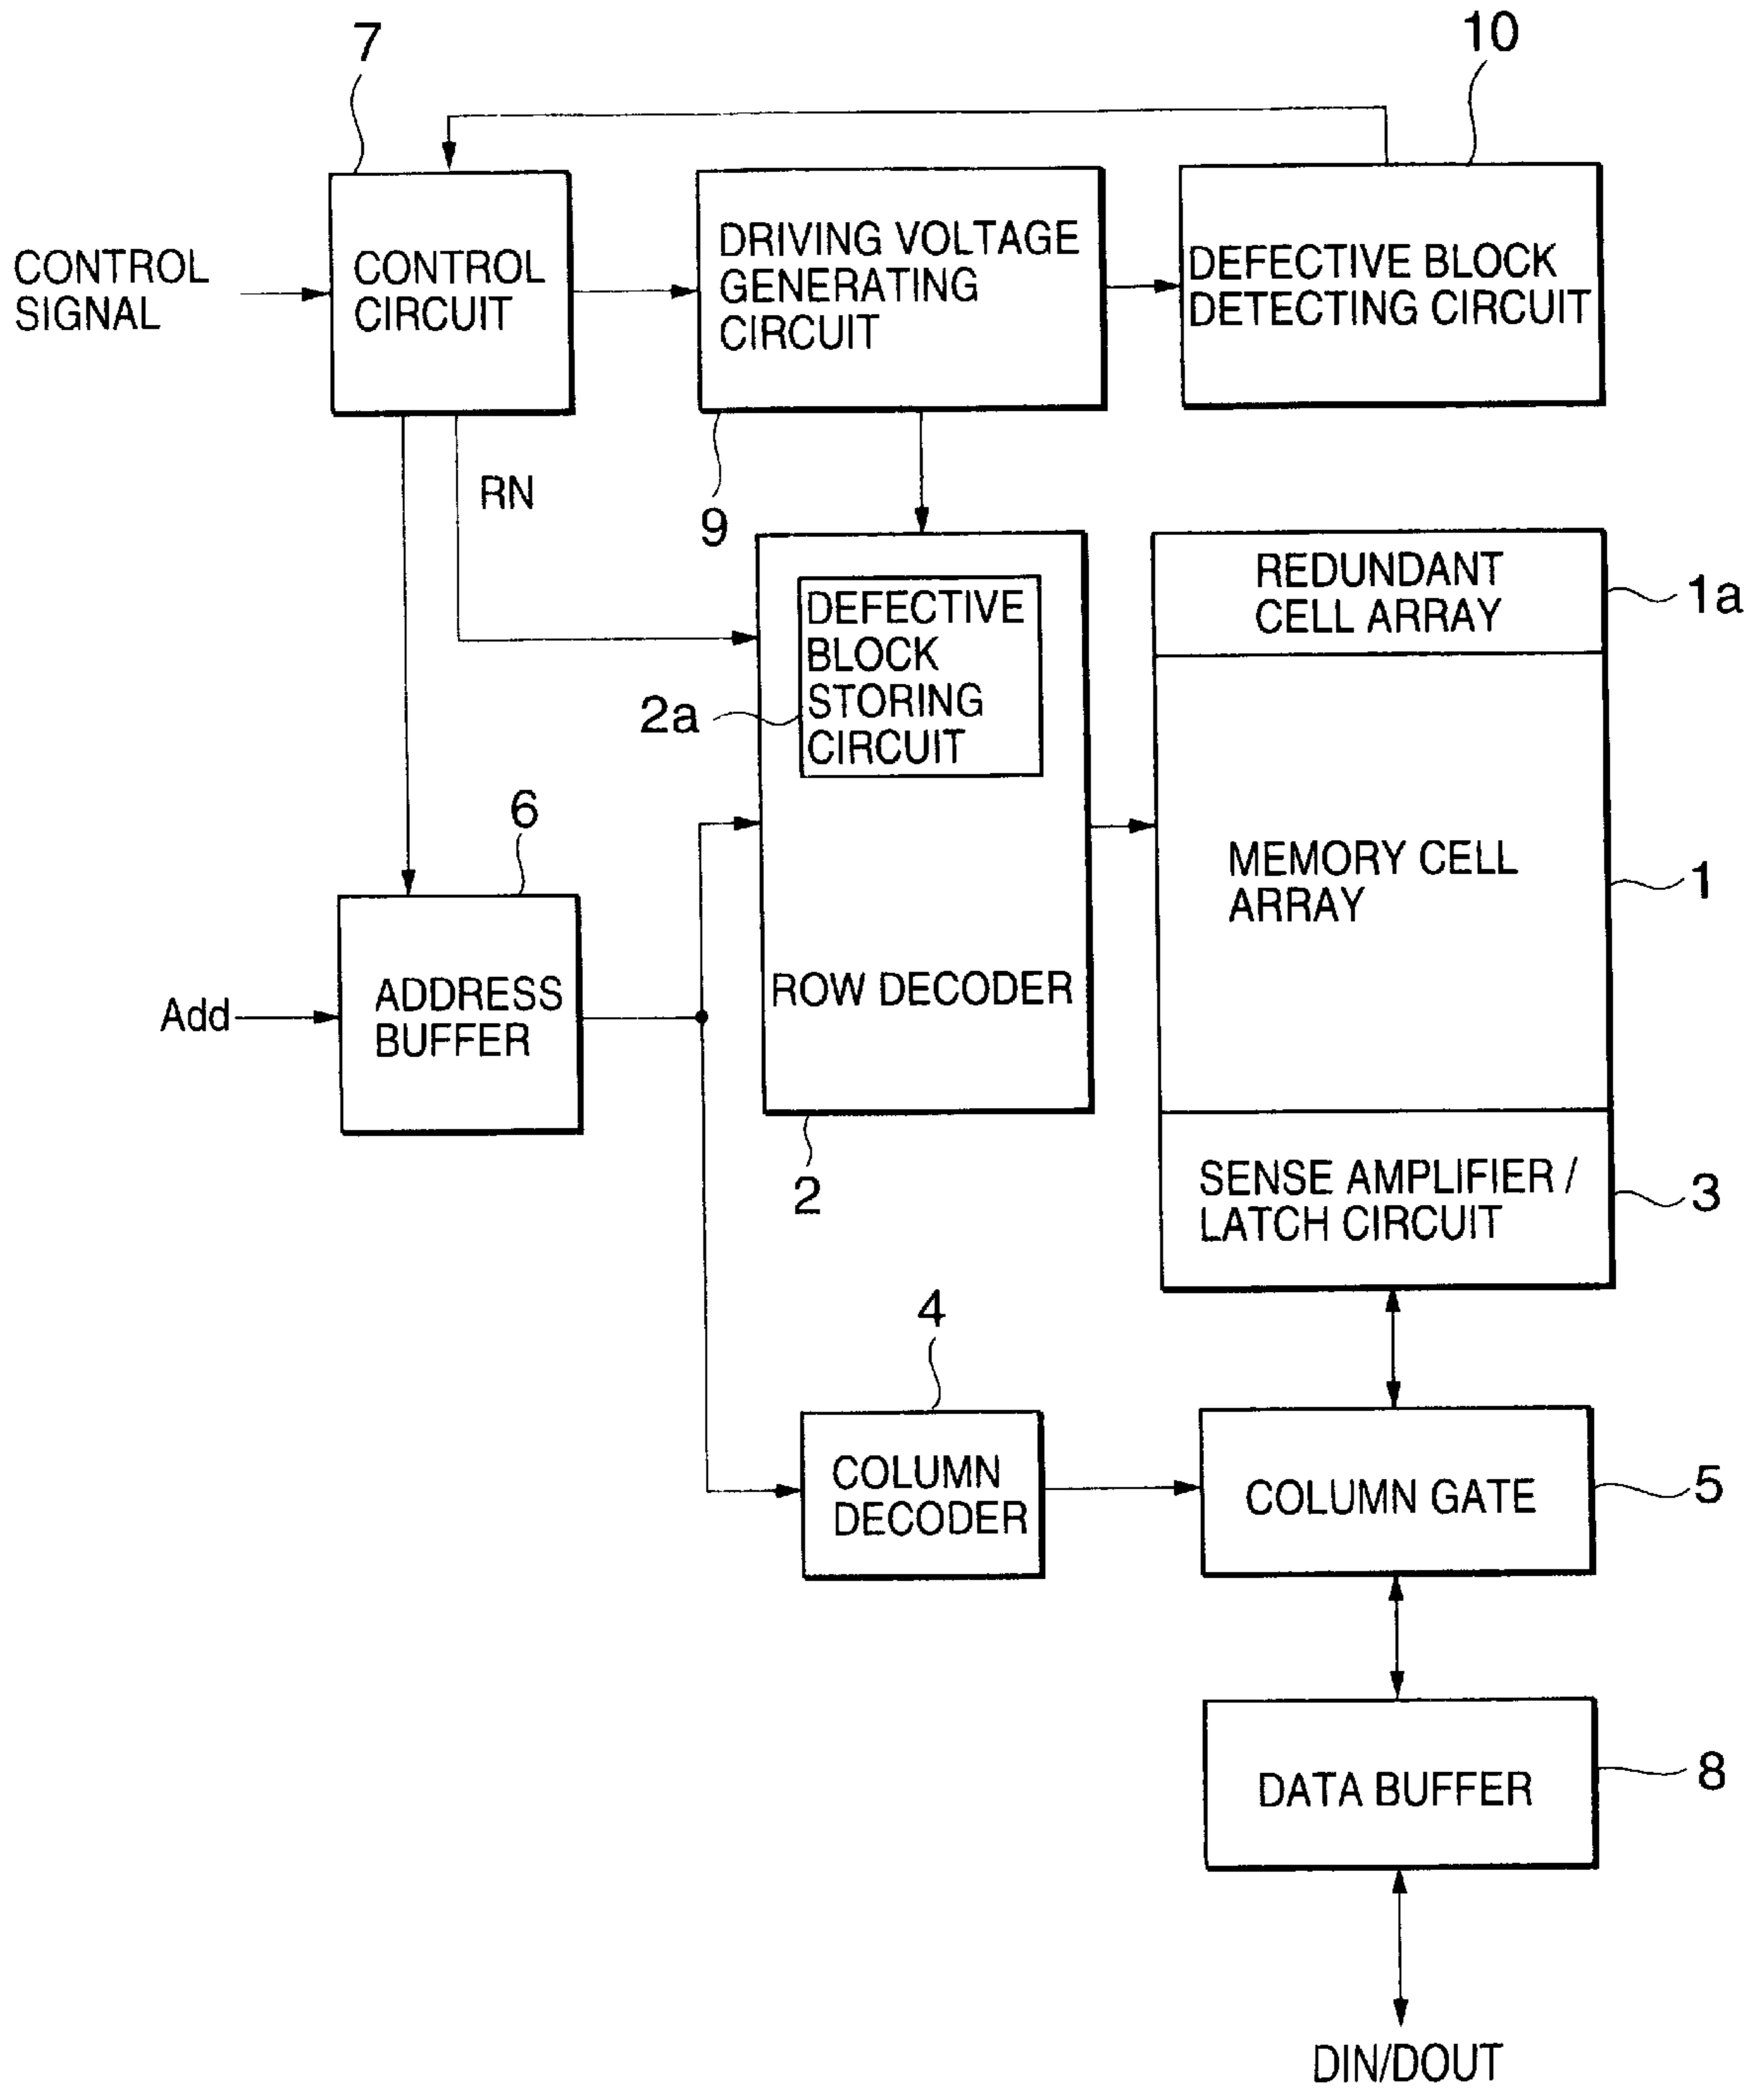 7
10
CONTROL
SIGNAL
CONTROL
CIRCUIT
DRIVING VOLTAGE
GENERATING
CIRCUIT
DEFECTIVE BLOCK
DETECTING CIRCUIT
RN
9
DEFECTIVE
BLOCK
STORING
CIRCUIT
2a
ROW DECODER
2
REDUNDANT
CELL ARRAY
1a
MEMORY CELL
ARRAY
1
6
Add
ADDRESS
BUFFER
SENSE AMPLIFIER /
LATCH CIRCUIT
3
4
COLUMN
DECODER
COLUMN GATE
5
DATA BUFFER
8
DIN/DOUT